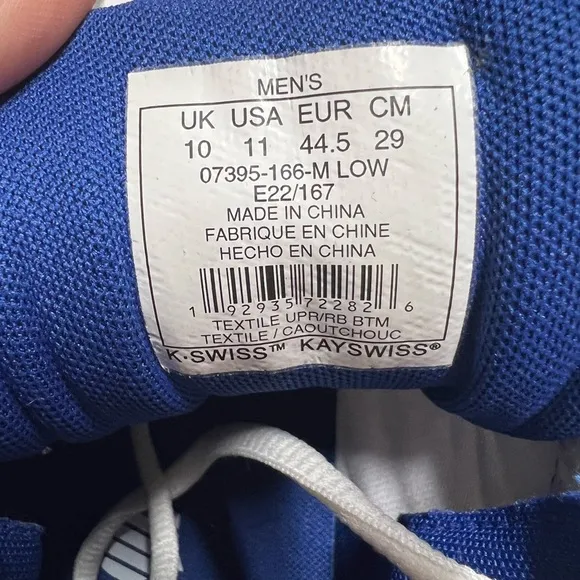 MEN'S
UK USA EUR CM
10 11 44.5 29
07395-166-M LOW
E22/167
MADE IN CHINA
FABRIQUE EN CHINE
HECHO EN CHINA
1 92935 72282 6
TEXTILE UPR/RB BTM
TEXTILE / CAOUTCHOUC
K·SWISS™ KAYSWISS®